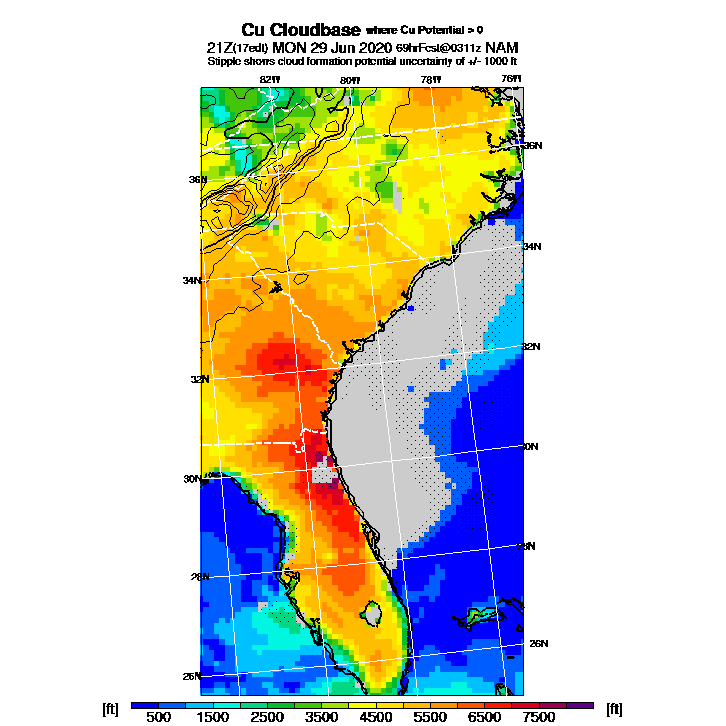 Cu Cloudbase where Cu Potential > 0
21Z(17edt) MON 29 Jun 2020 69hrFcst@0311z NAM
Stipple shows cloud formation potential uncertainty of +/- 1000 ft
82W 80W 78W 76W
36N
36N
34N
34N
32N
32N
30N
30N
28N
28N
26N
26N
[ft] 500 1500 2500 3500 4500 5500 6500 7500 [ft]